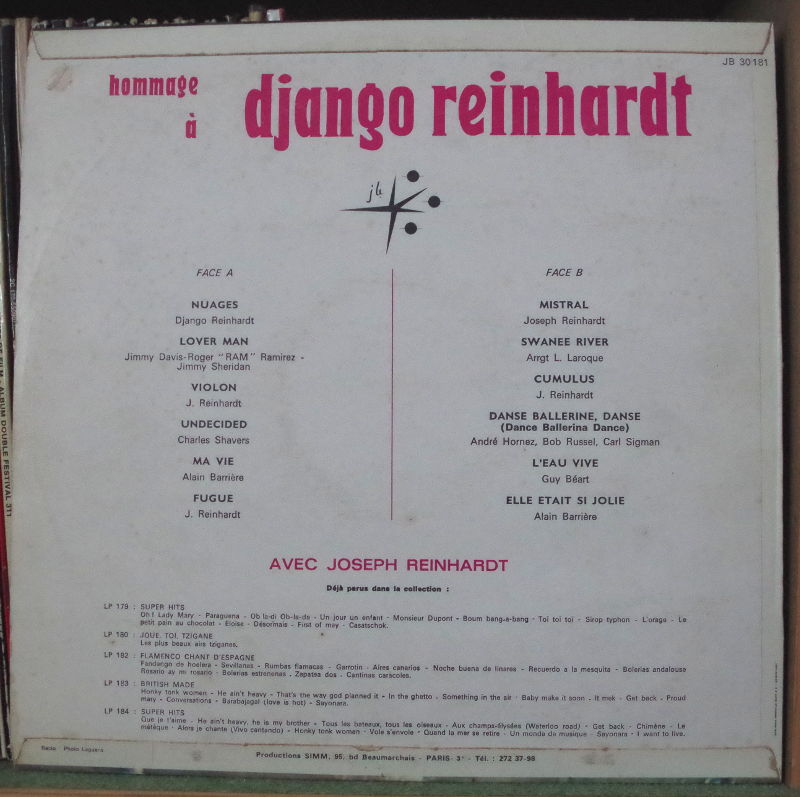 JB 30181
hommage
à
django reinhardt
FACE A
NUAGES
Django Reinhardt
LOVER MAN
Jimmy Davis-Roger "RAM" Ramirez -
Jimmy Sheridan
VIOLON
J. Reinhardt
UNDECIDED
Charles Shavers
MA VIE
Alain Barrière
FUGUE
J. Reinhardt
FACE B
MISTRAL
Joseph Reinhardt
SWANEE RIVER
Arrgt L. Laroque
CUMULUS
J. Reinhardt
DANSE BALLERINE, DANSE
(Dance Ballerina Dance)
André Hornez, Bob Russel, Carl Sigman
L'EAU VIVE
Guy Béart
ELLE ETAIT SI JOLIE
Alain Barrière
AVEC JOSEPH REINHARDT
Déjà parus dans la collection :
LP 179 : SUPER HITS
Oh ! Lady Mary - Paraguena - Ob la-di Ob-la-da - Un jour un enfant - Monsieur Dupont - Boum bang-a-bang - Toi toi toi - Sirop typhon - L'orage - Le
petit pain au chocolat - Eloïse - Désormais - First of may - Casatschok.
LP 180 : JOUE, TOI, TZIGANE
Les plus beaux airs tziganes.
LP 182 : FLAMENCO CHANT D'ESPAGNE
Fandango de hoelera - Sevillanas - Rumbas flamacas - Garrotin - Aires canarios - Noche buena de linares - Recuerdo a la mesquita - Bolerias andalouse
Rosario ay mi rosario - Bolerias estrenenas - Zapatea dos - Cantinas caracoles.
LP 183 : BRITISH MADE
Honky tonk women - He ain't heavy - That's the way god planned it - In the ghetto - Something in the air - Baby make it soon - It mek - Get back - Proud
mary - Conversations - Barabajagal (love is hot) - Sayonara.
LP 184 : SUPER HITS
Que je t'aime - He ain't heavy, he is my brother - Tous les bateaux, tous les oiseaux - Aux champs-élysées (Waterloo road) - Get back - Chimène - Le
métèque - Alors je chante (Vivo cantando) - Honky tonk women - Vole s'envole - Quand la mer se retire - Un monde de musique - Sayonara - I want to live.
Recto : Photo Laguens
Productions SIMM, 95, bd Beaumarchais - PARIS-3° - Tél. : 272 37-98
ALBUM DOUBLE FESTIVAL 311